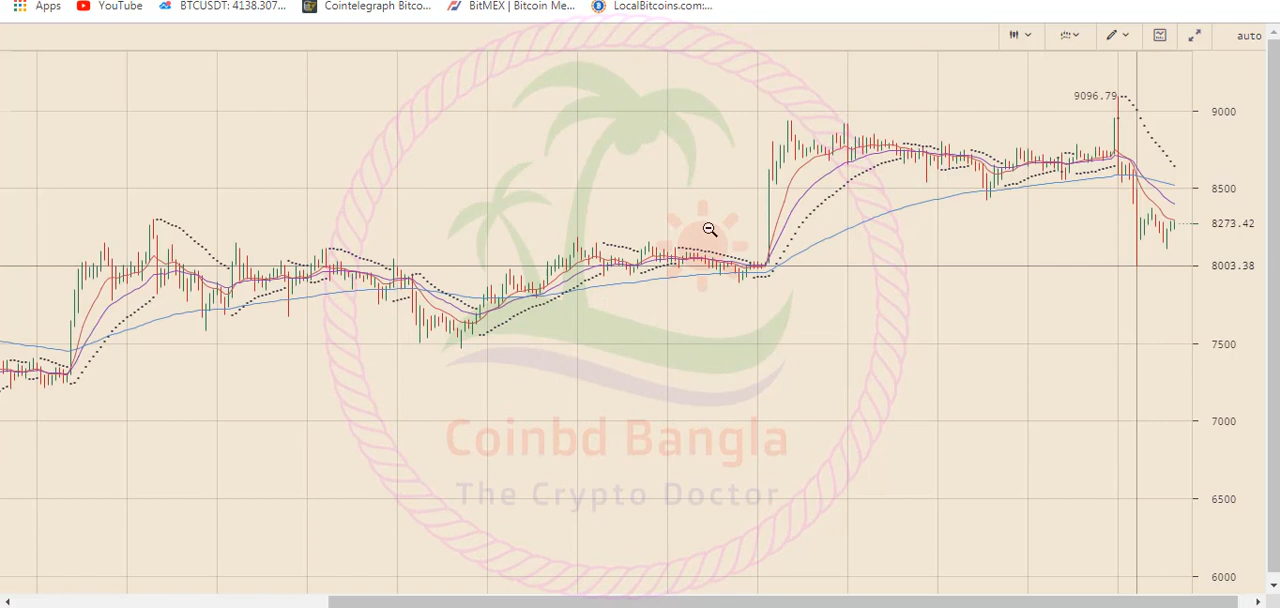 Apps YouTube BTCUSDT: 4138.307... Cointelegraph Bitco... BitMEX | Bitcoin Me... LocalBitcoins.com:...
auto
9096.79
9000
8500
8273.42
8003.38
7500
7000
Coinbd Bangla
The Crypto Doctor
6500
6000